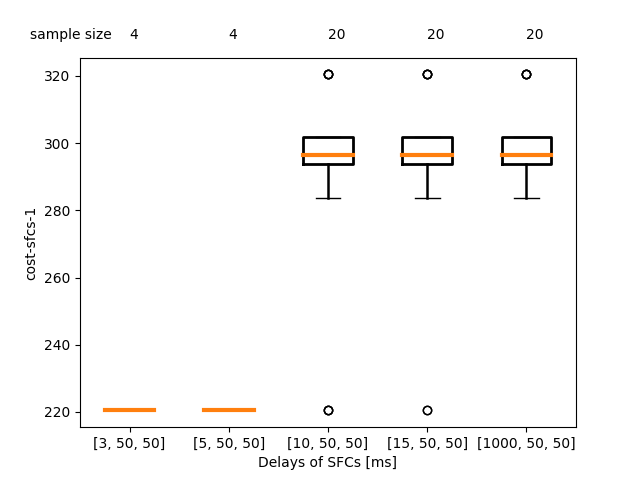 sample size 4 4 20 20 20
320
300
280
260
240
220
cost-sfcs-1
[3, 50, 50] [5, 50, 50] [10, 50, 50] [15, 50, 50] [1000, 50, 50]
Delays of SFCs [ms]